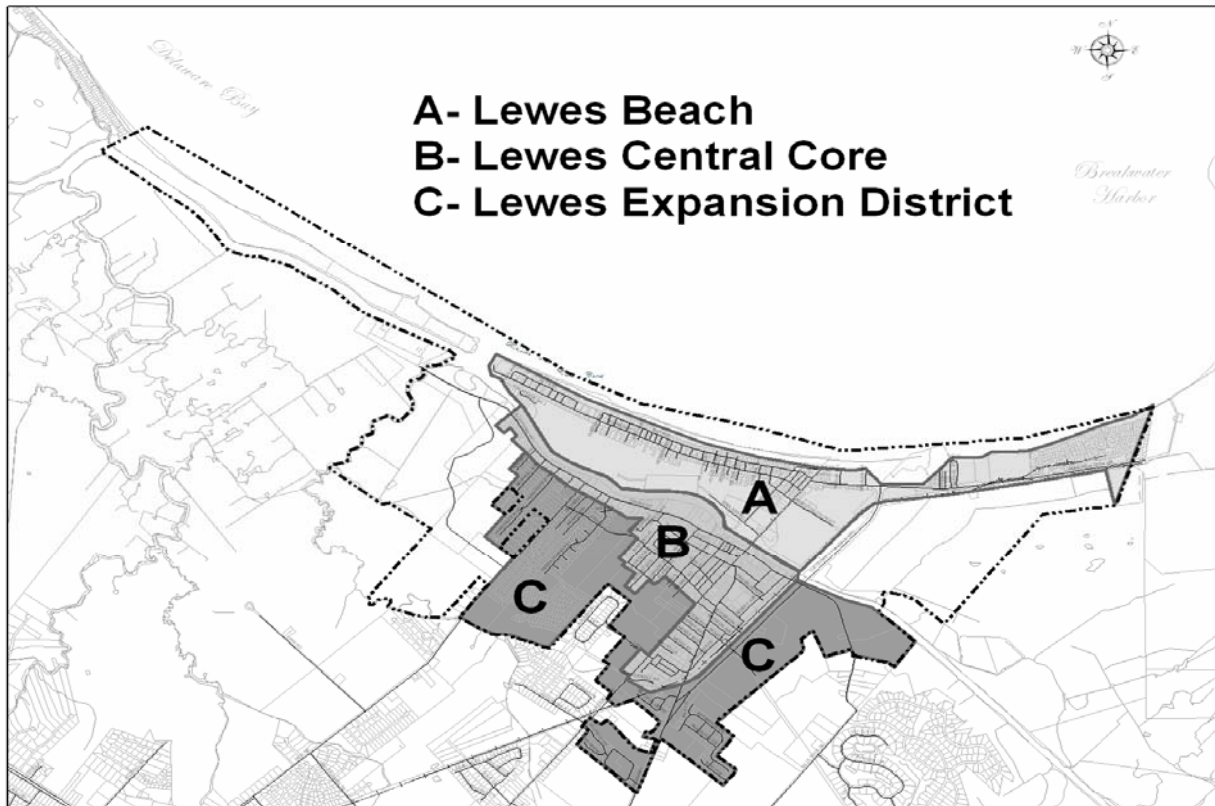 N
W E
S
Delaware Bay
A- Lewes Beach
B- Lewes Central Core
C- Lewes Expansion District
Breakwater
Harbor
A
B
C
C